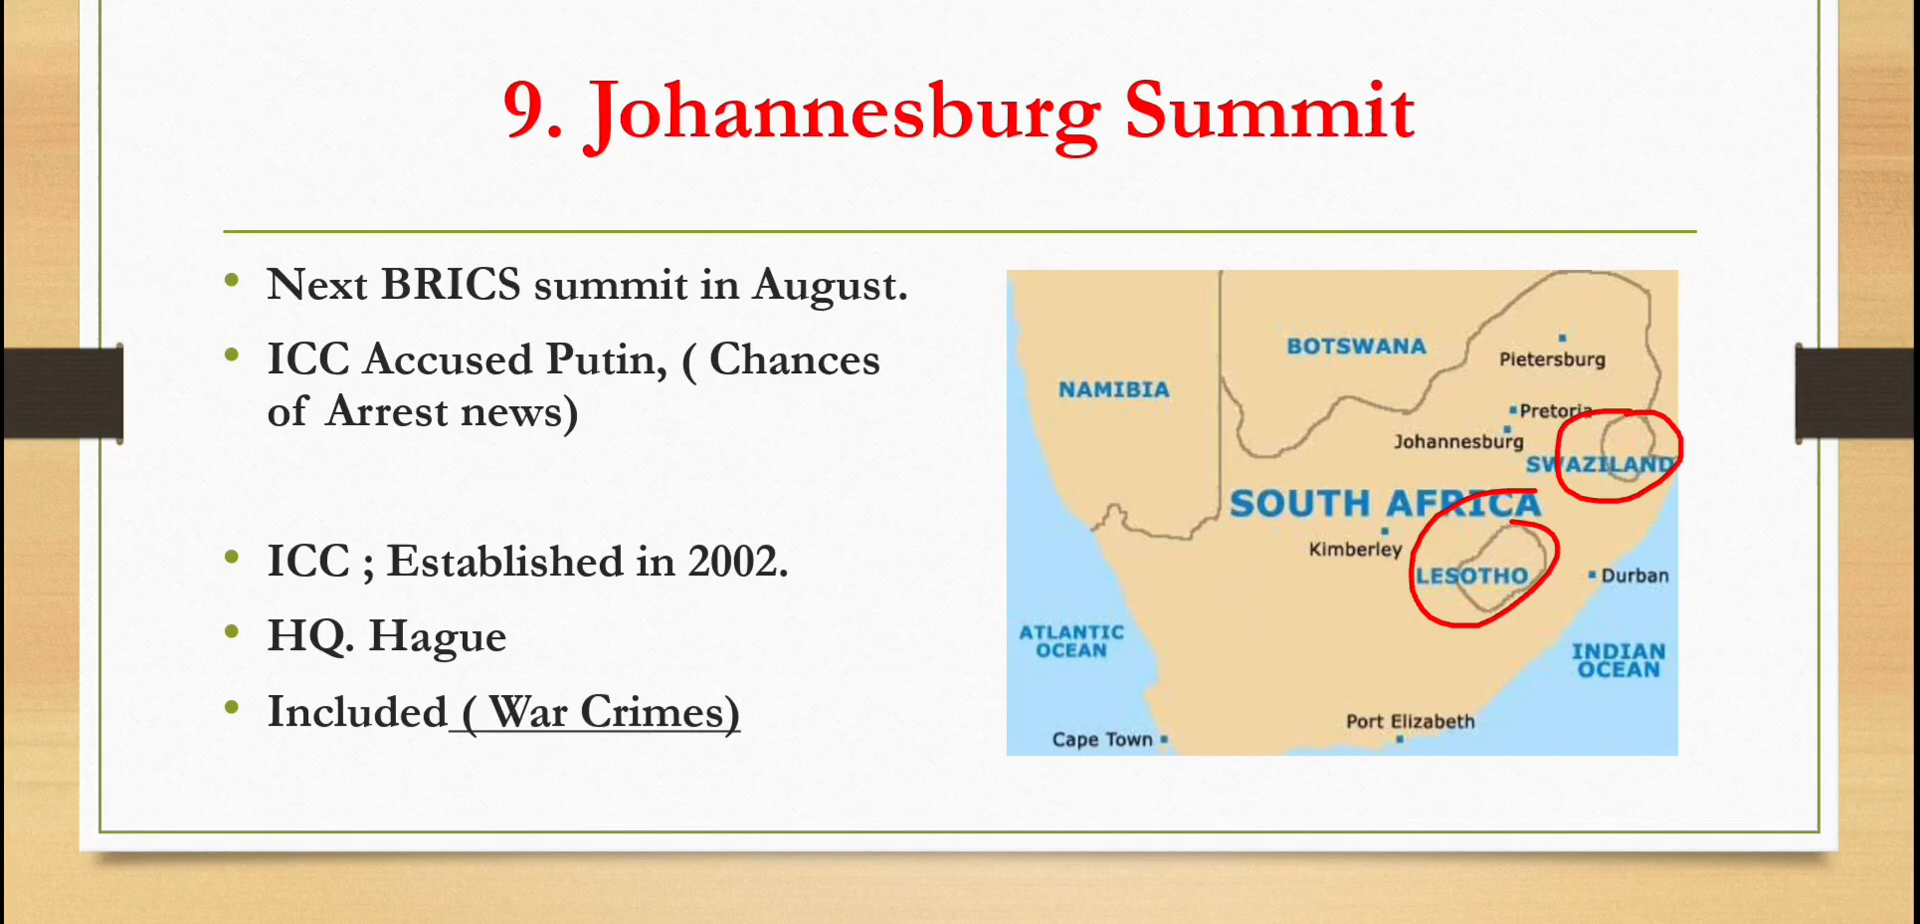 9. Johannesburg Summit
Next BRICS summit in August.
ICC Accused Putin, ( Chances
of Arrest news)
ICC ; Established in 2002.
HQ. Hague
Included ( War Crimes)
BOTSWANA
Pietersburg
NAMIBIA
Pretoria
Johannesburg
SWAZILAND
SOUTH AFRICA
Kimberley
LESOTHO
Durban
ATLANTIC
OCEAN
INDIAN
OCEAN
Port Elizabeth
Cape Town